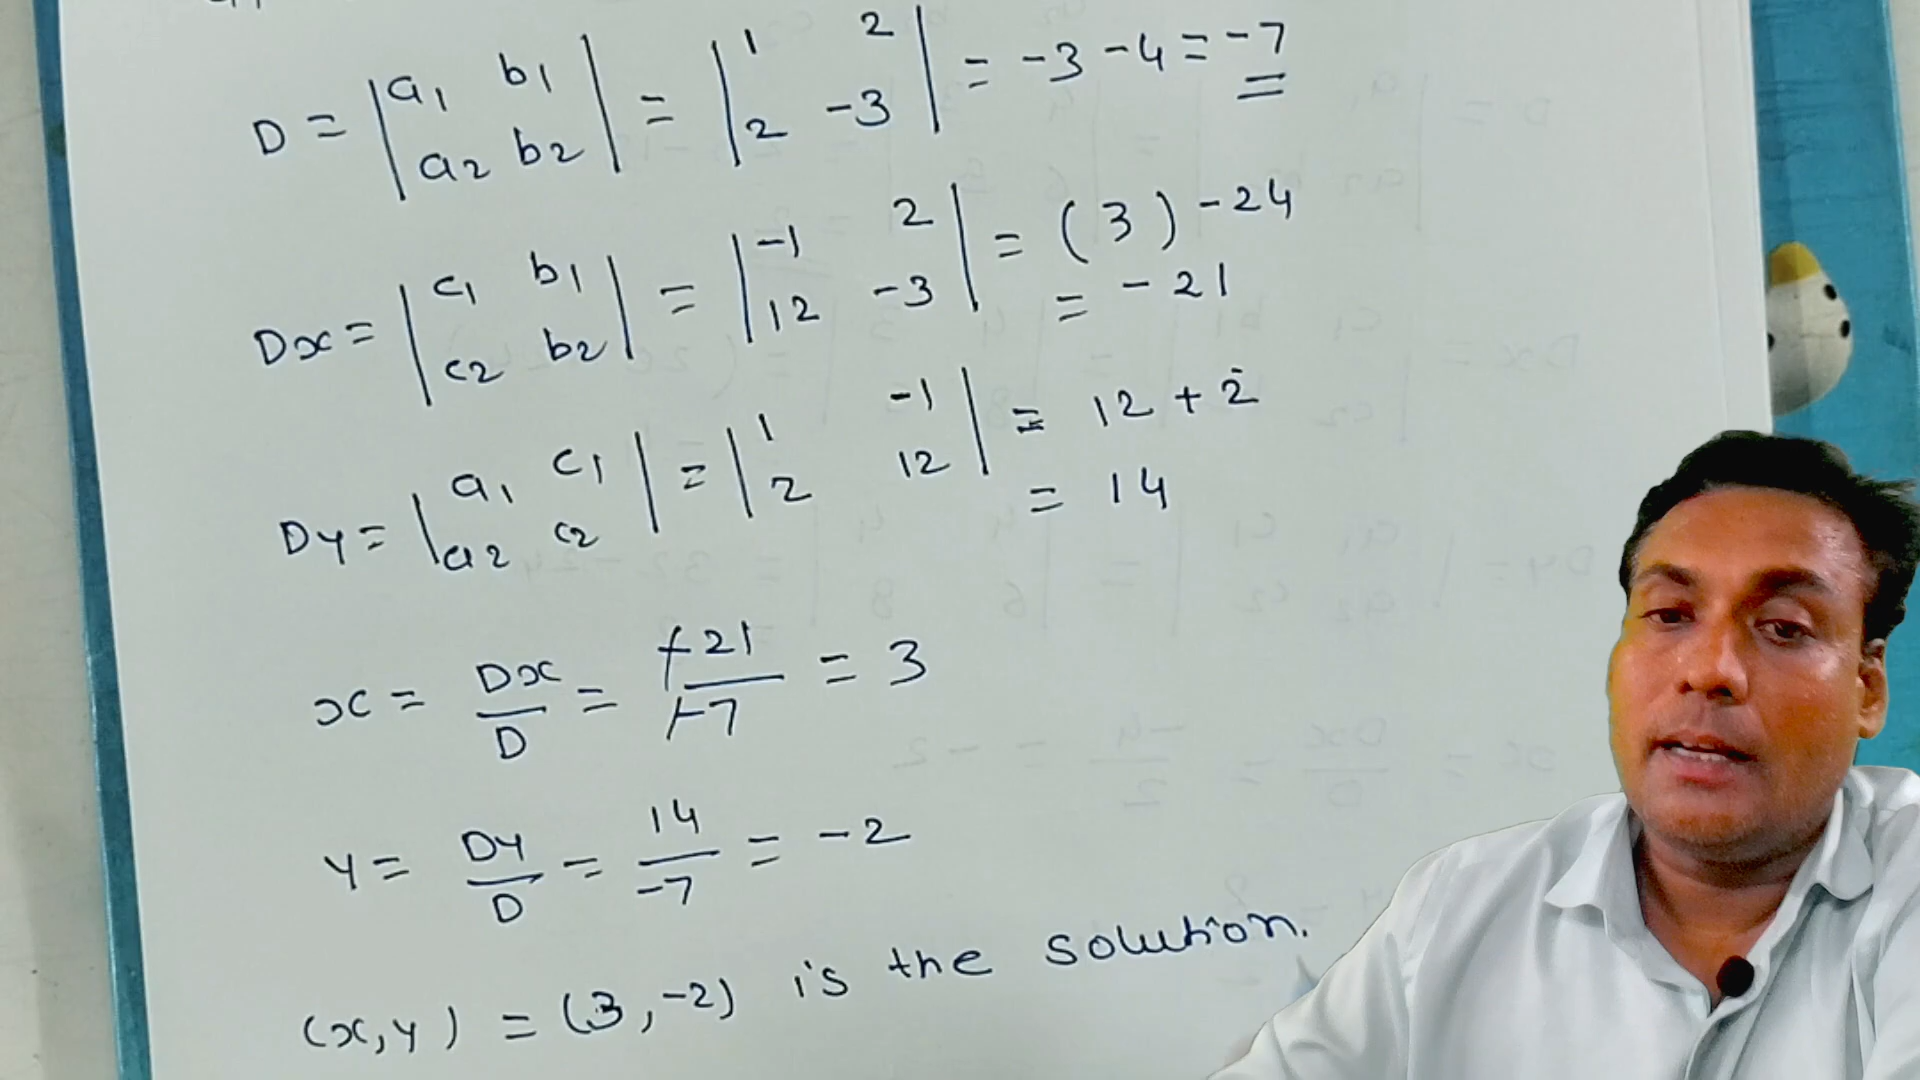 D = | a1 b1 | = | 1 2 | = -3 -4 = -7
| a2 b2 | | 2 -3 |
Dx = | c1 b1 | = | -1 2 | = (3) -24
| c2 b2 | | 12 -3 | = -21
Dy = | a1 c1 | = | 1 -1 | = 12 + 2
| a2 c2 | | 2 12 | = 14
x = Dx/D = -21/-7 = 3
y = Dy/D = 14/-7 = -2
(x,y) = (3,-2) is the solution.